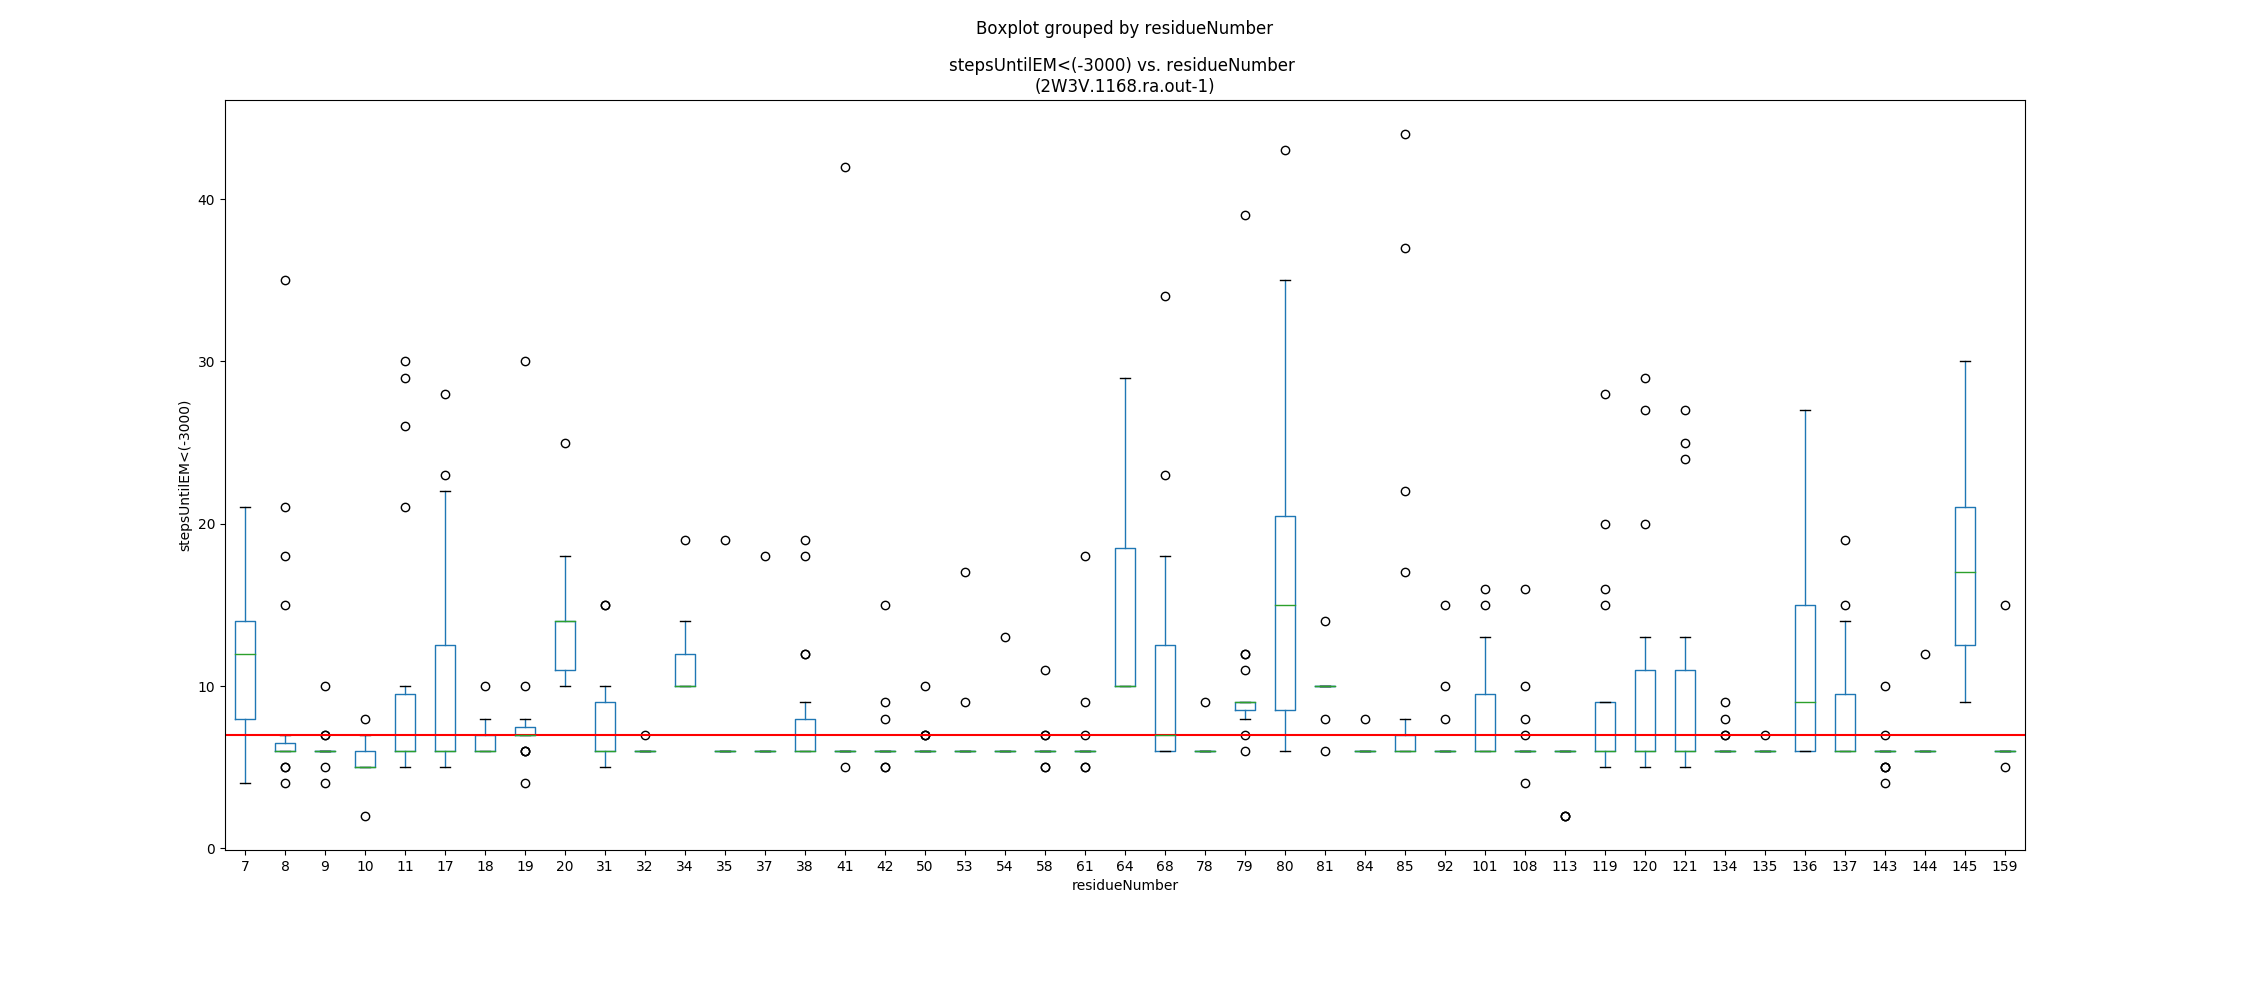 Boxplot grouped by residueNumber
stepsUntilEM<(-3000) vs. residueNumber
(2W3V.1168.ra.out-1)
stepsUntilEM<(-3000)
40
30
20
10
0
7 8 9 10 11 17 18 19 20 31 32 34 35 37 38 41 42 50 53 54 58 61 64 68 78 79 80 81 84 85 92 101 108 113 119 120 121 134 135 136 137 143 144 145 159
residueNumber